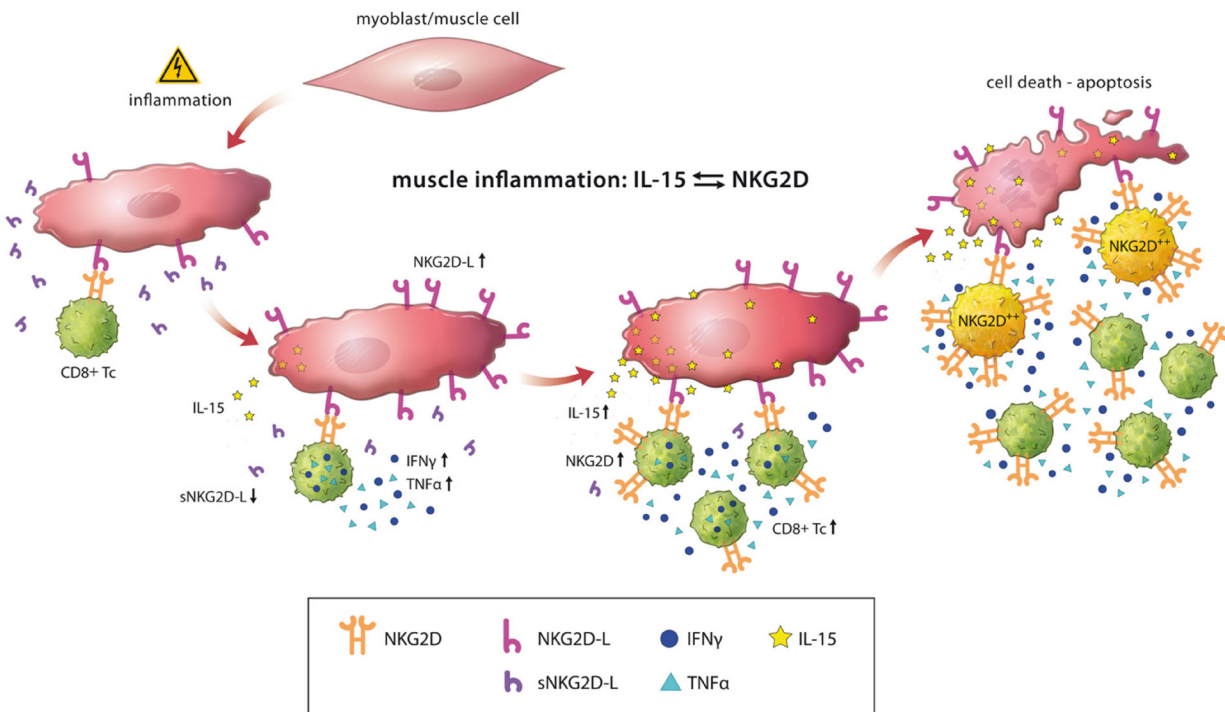 myoblast/muscle cell
inflammation
cell death - apoptosis
muscle inflammation: IL-15 ⇆ NKG2D
NKG2D-L ↑
NKG2D⁺⁺
NKG2D⁺⁺
CD8+ Tc
IL-15
IL-15 ↑
IFNγ ↑
NKG2D ↑
TNFα ↑
sNKG2D-L ↓
CD8+ Tc ↑
NKG2D
NKG2D-L
IFNγ
IL-15
sNKG2D-L
TNFα